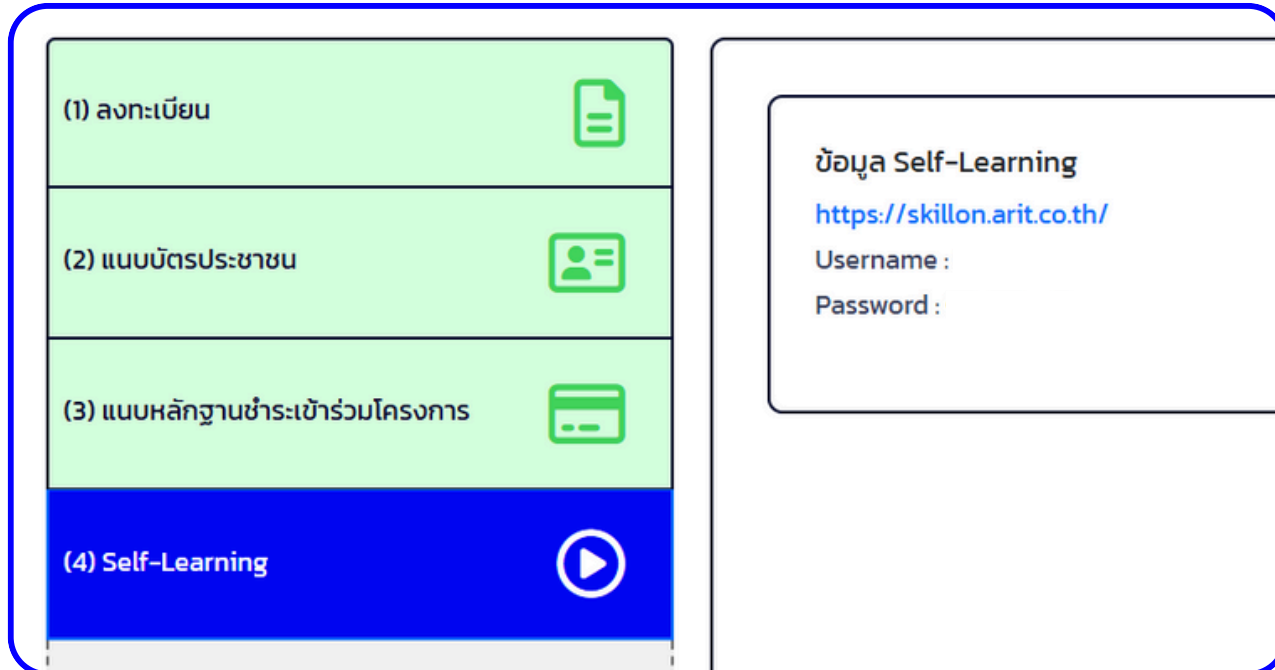 (1) ลงทะเบียน
(2) แนบบัตรประชาชน
(3) แนบหลักฐานชำระเข้าร่วมโครงการ
(4) Self-Learning
ข้อมูล Self-Learning
https://skillon.arit.co.th/
Username :
Password :